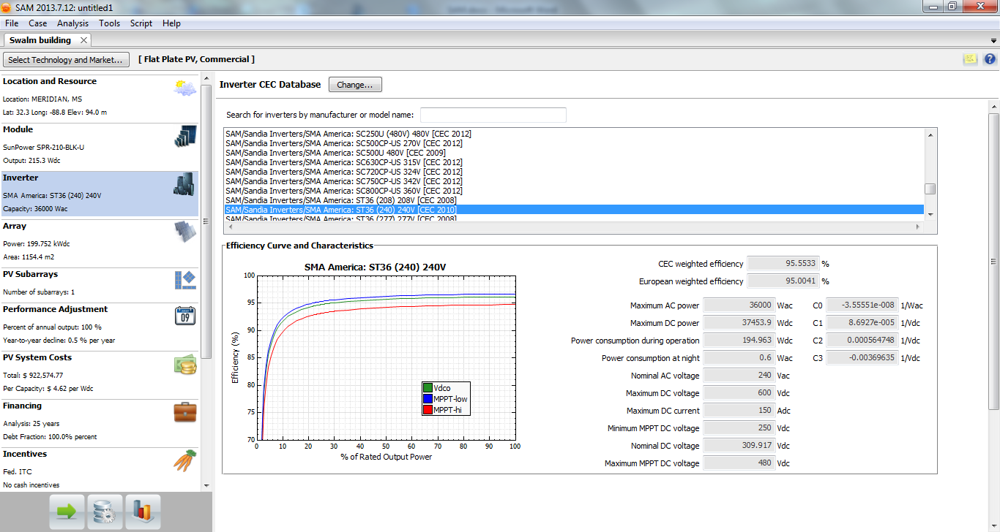 SAM 2013.7.12: untitled1
File Case Analysis Tools Script Help
Swalm building
Select Technology and Market... [ Flat Plate PV, Commercial ]
Location and Resource
Location: MERIDIAN, MS
Lat: 32.3 Long: -88.8 Elev: 94.0 m
Module
SunPower SPR-210-BLK-U
Output: 215.3 Wdc
Inverter
SMA America: ST36 (240) 240V
Capacity: 36000 Wac
Array
Power: 199.752 kWdc
Area: 1154.4 m2
PV Subarrays
Number of subarrays: 1
Performance Adjustment
Percent of annual output: 100 %
Year-to-year decline: 0.5 % per year
09
PV System Costs
Total: $ 922,574.77
Per Capacity: $ 4.62 per Wdc
Financing
Analysis: 25 years
Debt Fraction: 100.0% percent
Incentives
Fed. ITC
No cash incentives
Inverter CEC Database Change...
Search for inverters by manufacturer or model name:
SAM/Sandia Inverters/SMA America: SC250U (480V) 480V [CEC 2012]
SAM/Sandia Inverters/SMA America: SC500CP-US 270V [CEC 2012]
SAM/Sandia Inverters/SMA America: SC500U 480V [CEC 2009]
SAM/Sandia Inverters/SMA America: SC630CP-US 315V [CEC 2012]
SAM/Sandia Inverters/SMA America: SC720CP-US 324V [CEC 2012]
SAM/Sandia Inverters/SMA America: SC750CP-US 342V [CEC 2012]
SAM/Sandia Inverters/SMA America: SC800CP-US 360V [CEC 2012]
SAM/Sandia Inverters/SMA America: ST36 (208) 208V [CEC 2008]
SAM/Sandia Inverters/SMA America: ST36 (240) 240V [CEC 2010]
SAM/Sandia Inverters/SMA America: ST36 (277) 277V [CEC 2008]
Efficiency Curve and Characteristics
SMA America: ST36 (240) 240V
Efficiency (%)
100
95
90
85
80
75
70
0 10 20 30 40 50 60 70 80 90 100
% of Rated Output Power
Vdco
MPPT-low
MPPT-hi
CEC weighted efficiency 95.5533 %
European weighted efficiency 95.0041 %
Maximum AC power 36000 Wac C0 -3.55551e-008 1/Wac
Maximum DC power 37453.9 Wdc C1 8.6927e-005 1/Vdc
Power consumption during operation 194.963 Wdc C2 0.000564748 1/Vdc
Power consumption at night 0.6 Wac C3 -0.00369635 1/Vdc
Nominal AC voltage 240 Vac
Maximum DC voltage 600 Vdc
Maximum DC current 150 Adc
Minimum MPPT DC voltage 250 Vdc
Nominal DC voltage 309.917 Vdc
Maximum MPPT DC voltage 480 Vdc